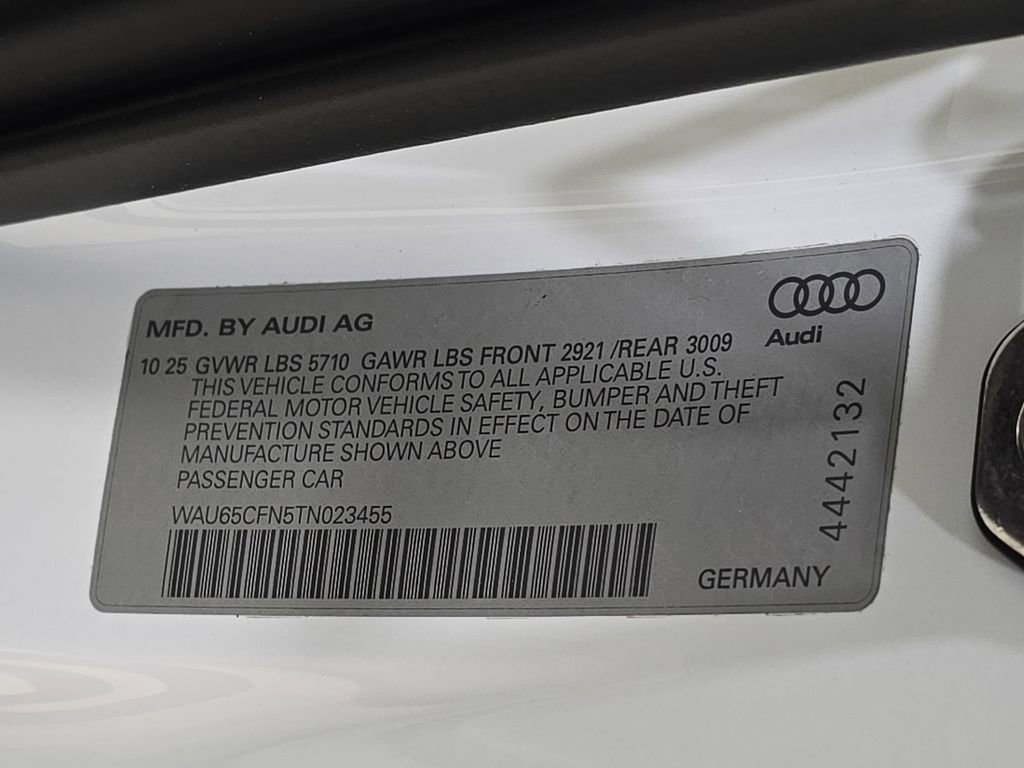 MFD. BY AUDI AG
Audi
10 25 GVWR LBS 5710 GAWR LBS FRONT 2921 /REAR 3009
THIS VEHICLE CONFORMS TO ALL APPLICABLE U.S.
FEDERAL MOTOR VEHICLE SAFETY, BUMPER AND THEFT
PREVENTION STANDARDS IN EFFECT ON THE DATE OF
MANUFACTURE SHOWN ABOVE
PASSENGER CAR
4442132
WAU65CFN5TN023455
GERMANY